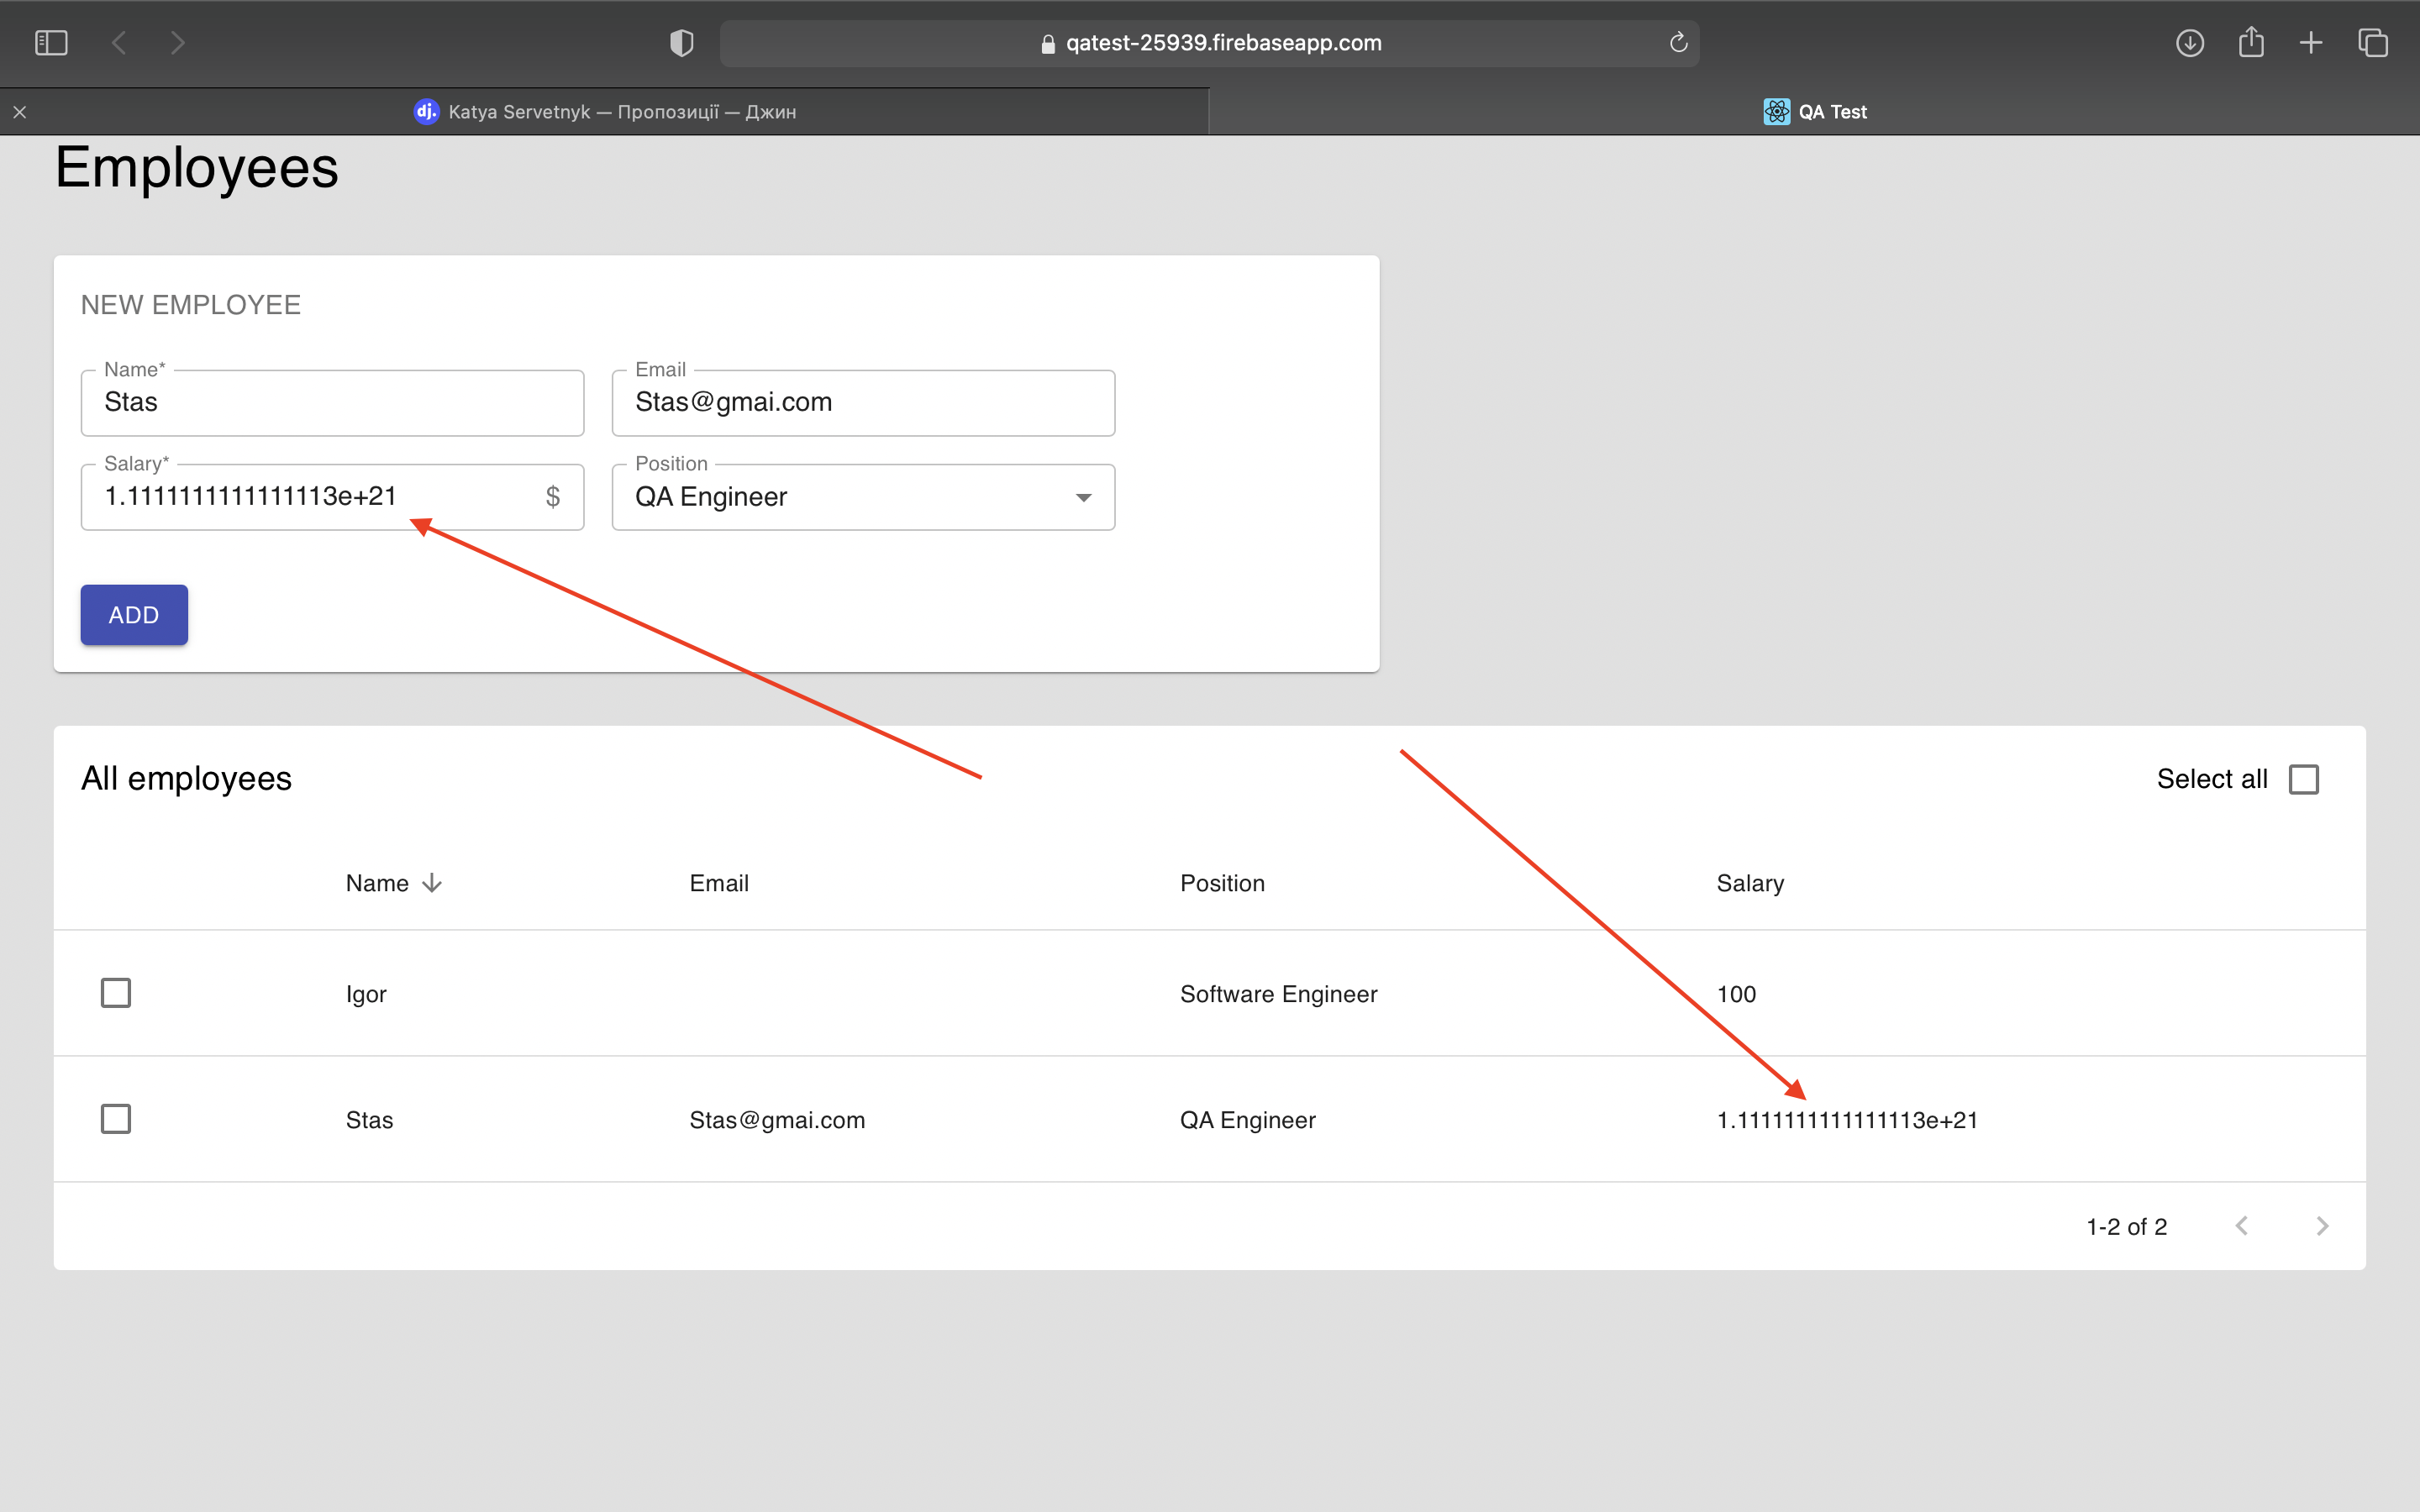 qatest-25939.firebaseapp.com
dj. Katya Servetnyk — Пропозиції — Джин
QA Test
Employees
NEW EMPLOYEE
Name*
Stas
Email
Stas@gmai.com
Salary*
1.1111111111111113e+21 $
Position
QA Engineer
ADD
All employees
Select all
Name Email Position Salary
Igor Software Engineer 100
Stas Stas@gmai.com QA Engineer 1.1111111111111113e+21
1-2 of 2